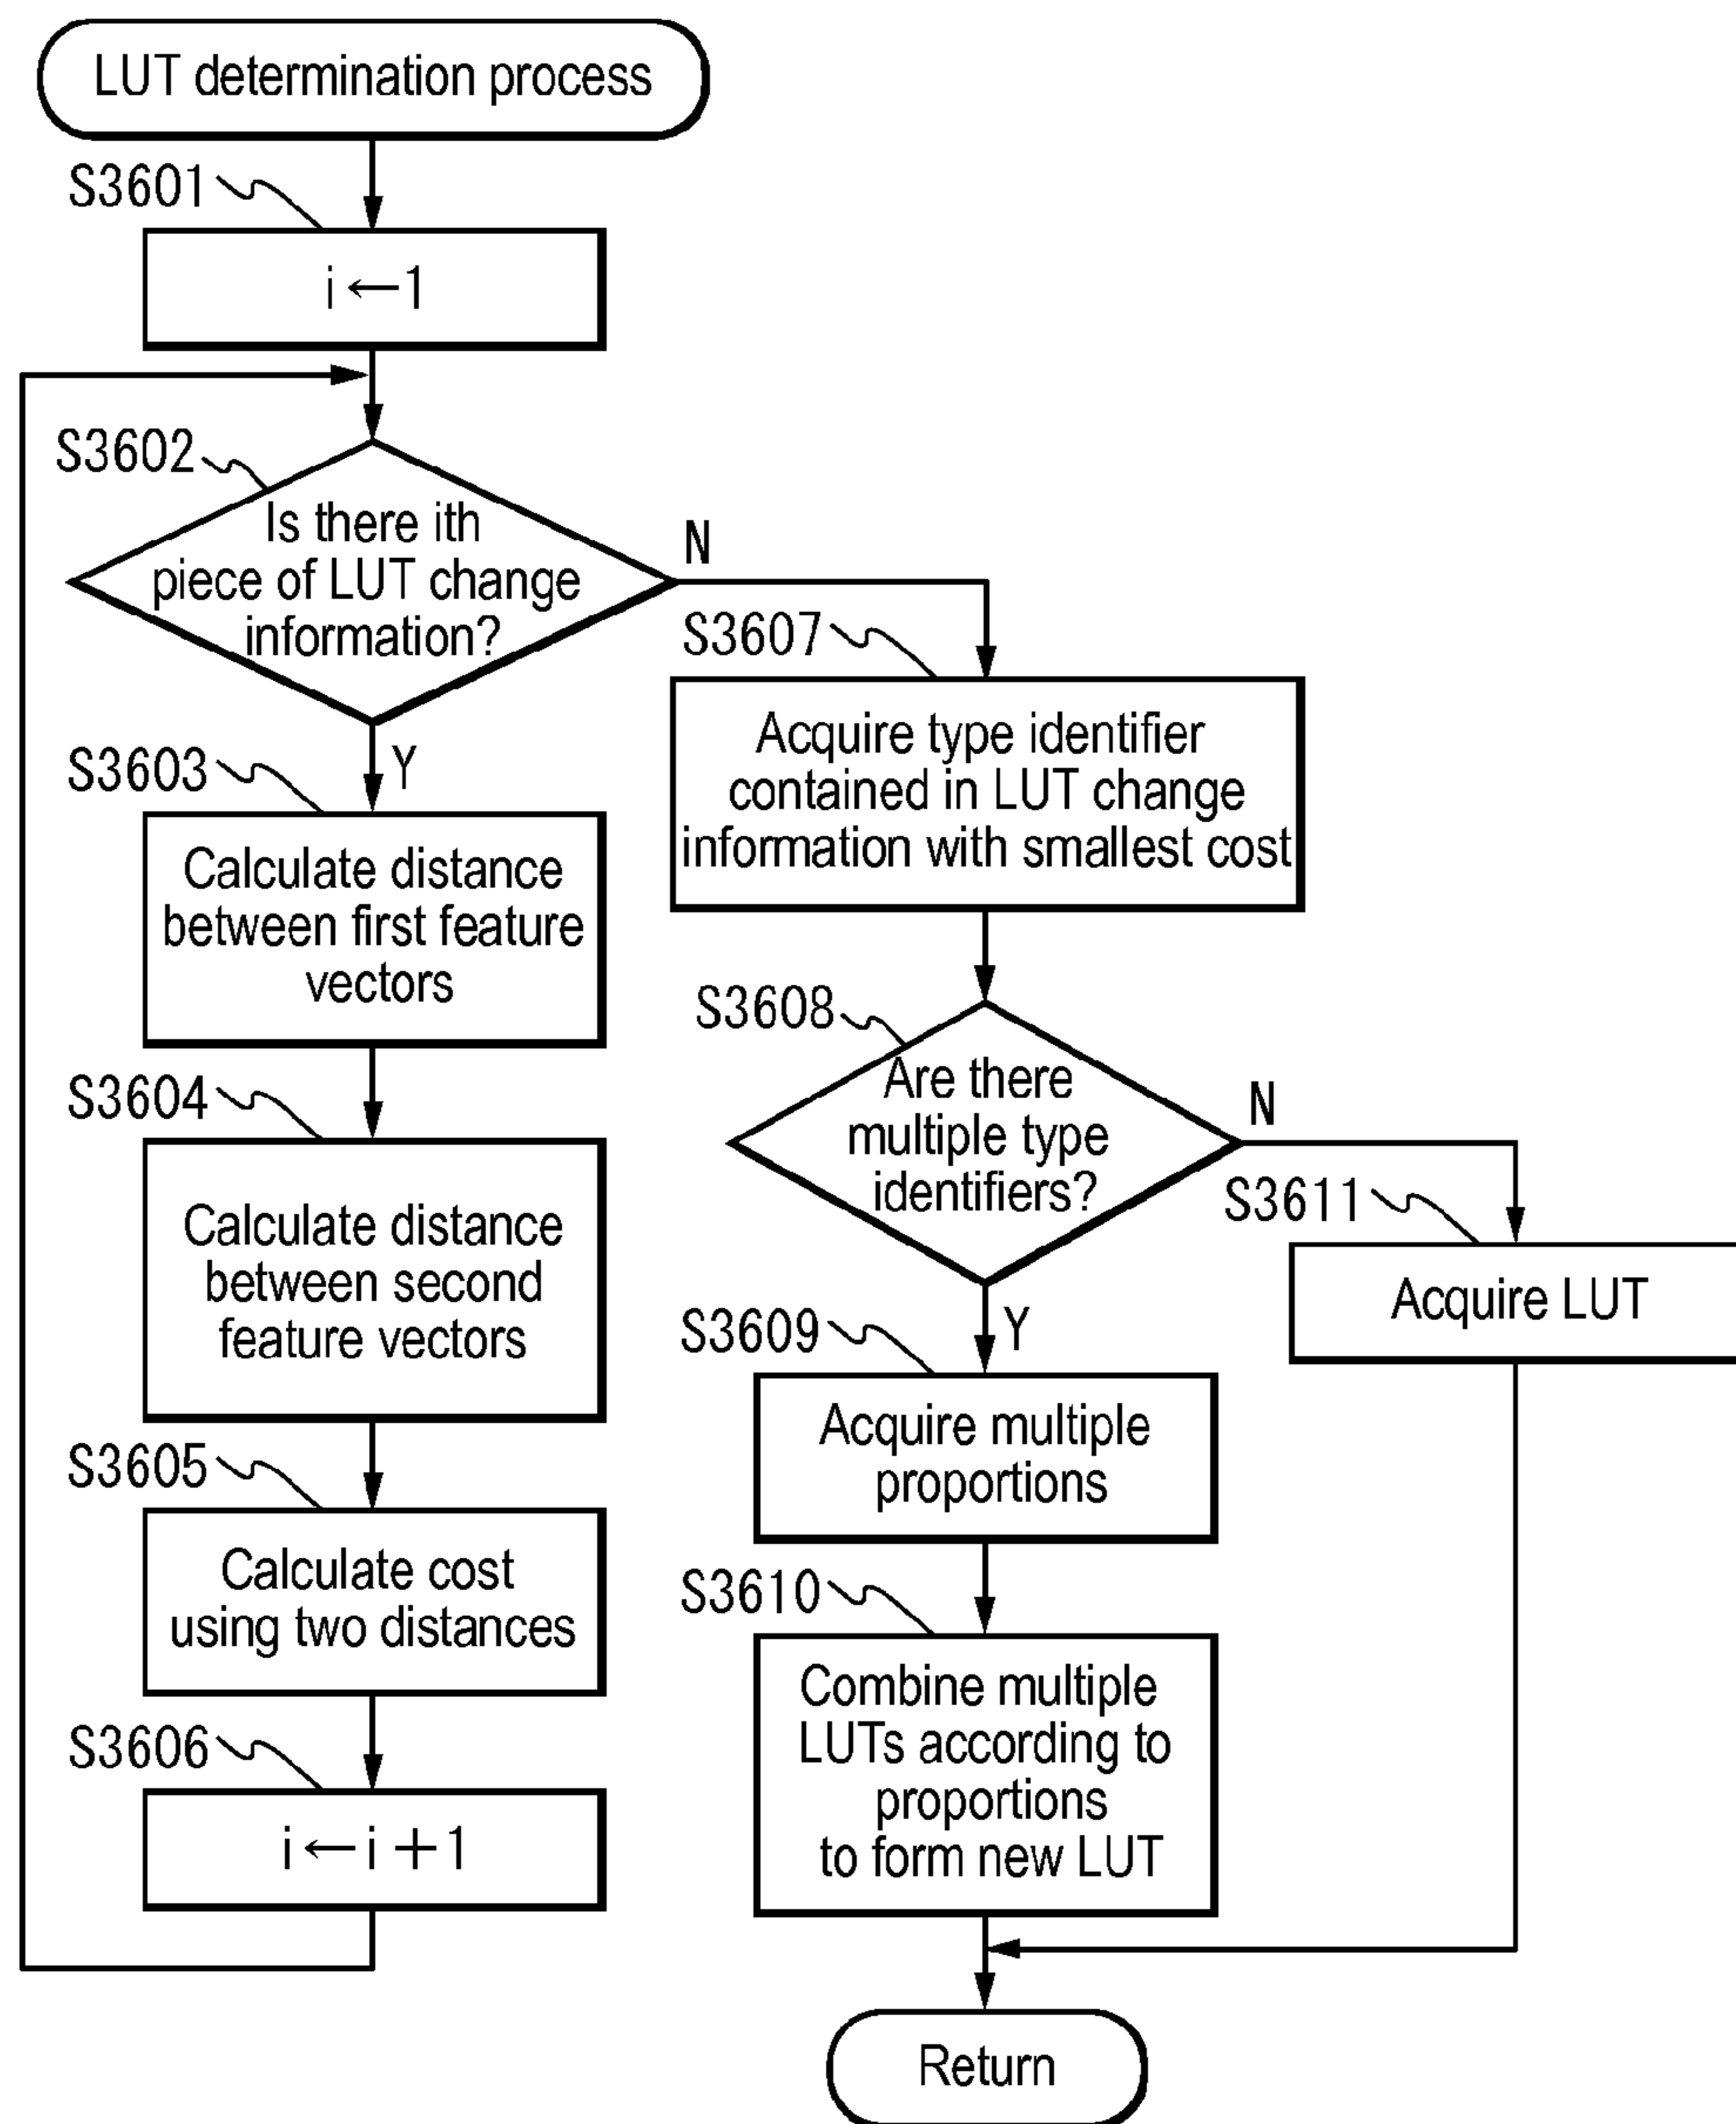 LUT determination process
S3601
i←1
S3602
Is there ith
piece of LUT change
information?
N
Y
S3603
Calculate distance
between first feature
vectors
S3604
Calculate distance
between second
feature vectors
S3605
Calculate cost
using two distances
S3606
i←i+1
S3607
Acquire type identifier
contained in LUT change
information with smallest cost
S3608
Are there
multiple type
identifiers?
N
Y
S3609
Acquire multiple
proportions
S3610
Combine multiple
LUTs according to
proportions
to form new LUT
S3611
Acquire LUT
Return